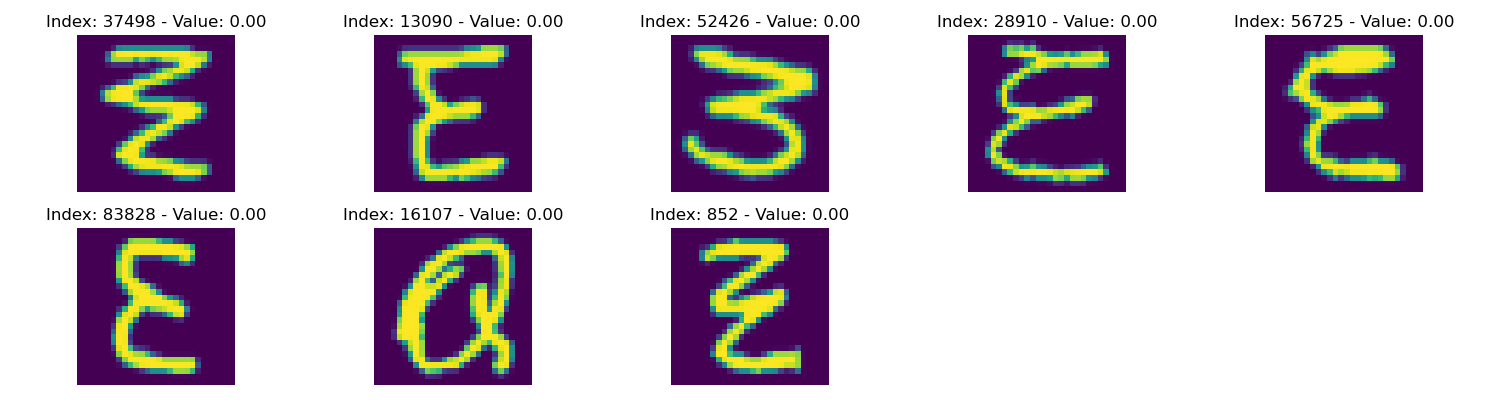 Index: 37498 - Value: 0.00 Index: 13090 - Value: 0.00 Index: 52426 - Value: 0.00 Index: 28910 - Value: 0.00 Index: 56725 - Value: 0.00
E E 3 E E
Index: 83828 - Value: 0.00 Index: 16107 - Value: 0.00 Index: 852 - Value: 0.00
E Q